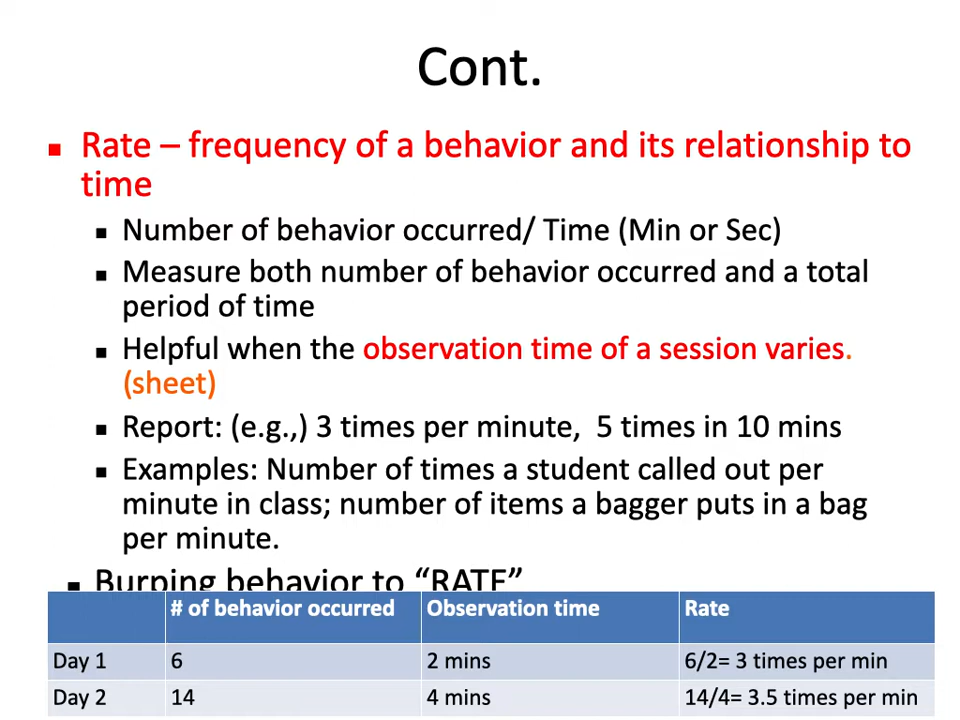 Cont.
▪ Rate – frequency of a behavior and its relationship to
time
▪ Number of behavior occurred/ Time (Min or Sec)
▪ Measure both number of behavior occurred and a total
period of time
▪ Helpful when the observation time of a session varies.
(sheet)
▪ Report: (e.g.,) 3 times per minute,  5 times in 10 mins
▪ Examples: Number of times a student called out per
minute in class; number of items a bagger puts in a bag
per minute.
▪ Burping behavior to “RATE”
# of behavior occurred Observation time Rate
Day 1 6 2 mins 6/2= 3 times per min
Day 2 14 4 mins 14/4= 3.5 times per min